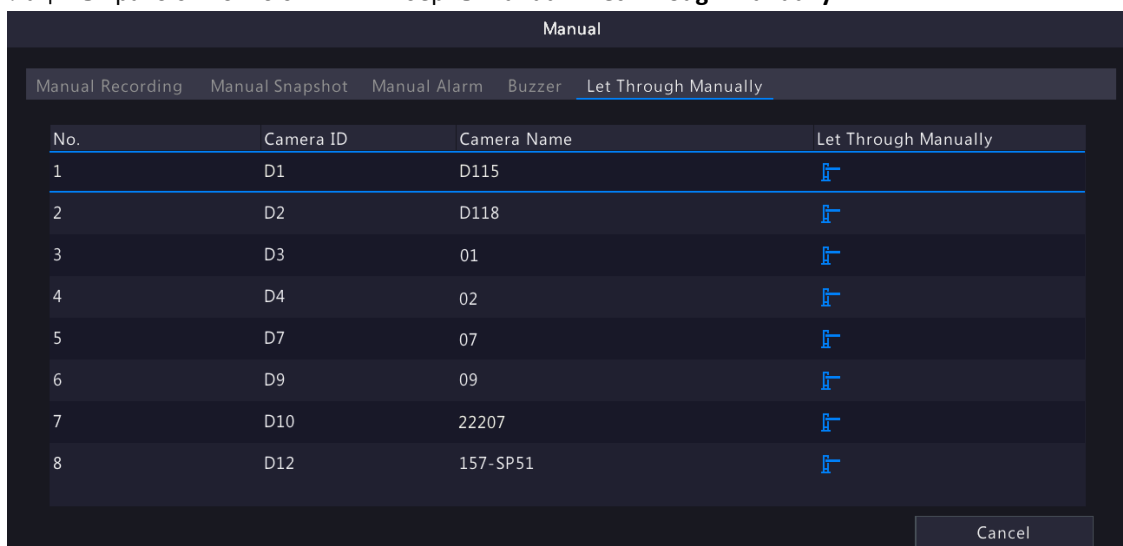 Manual
Manual Recording Manual Snapshot Manual Alarm Buzzer Let Through Manually
No. Camera ID Camera Name Let Through Manually
1 D1 D115
2 D2 D118
3 D3 01
4 D4 02
5 D7 07
6 D9 09
7 D10 22207
8 D12 157-SP51
Cancel